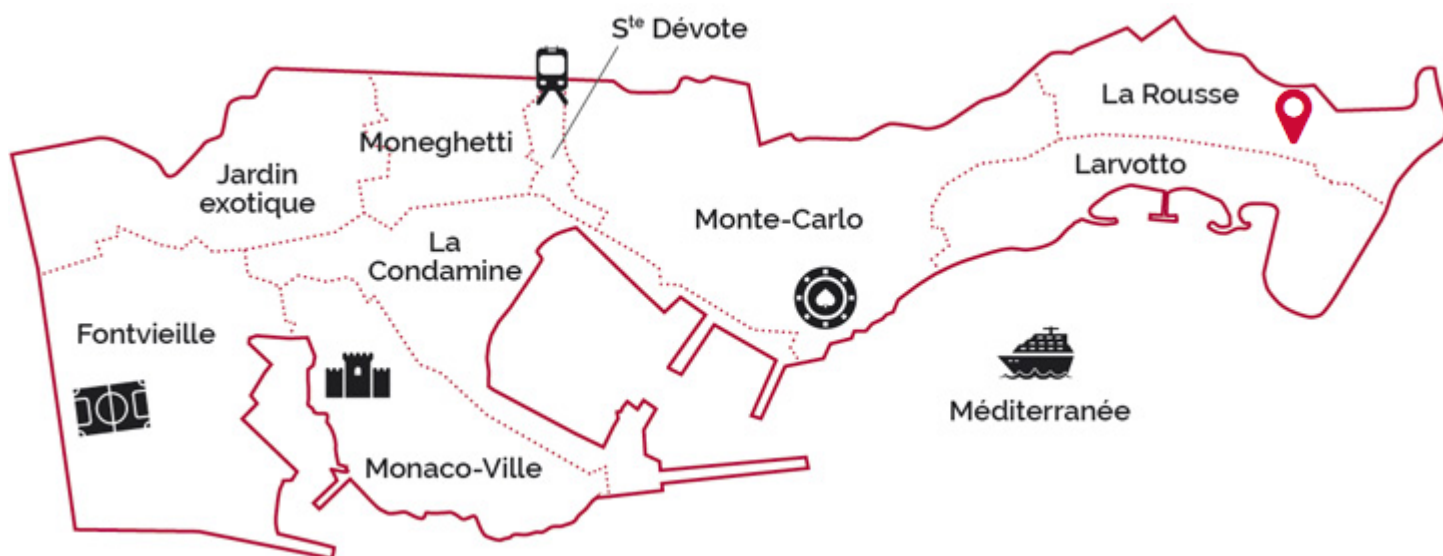 Sᵗᵉ Dévote
La Rousse
Moneghetti
Larvotto
Jardin
exotique
Monte-Carlo
La
Condamine
Fontvieille
Méditerranée
Monaco-Ville